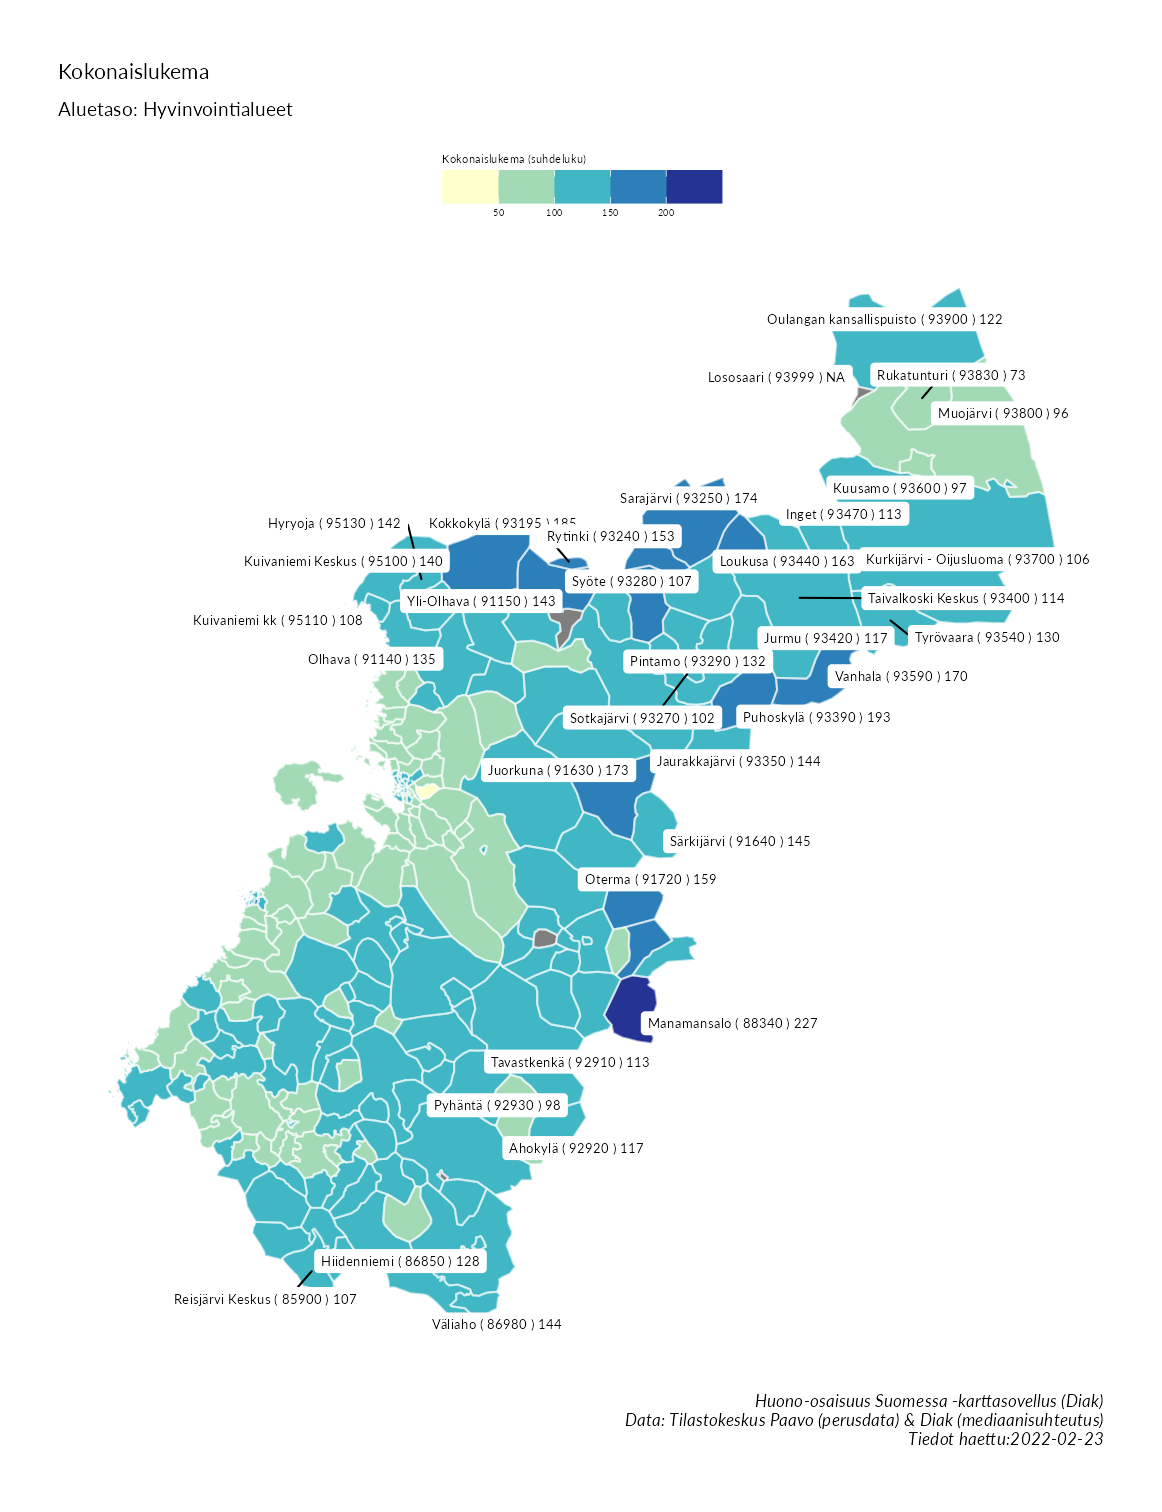 Kokonaislukema
Aluetaso: Hyvinvointialueet
Kokonaislukema (suhdeluku)
50 100 150 200
Oulangan kansallispuisto ( 93900 ) 122
Lososaari ( 93999 ) NA
Rukatunturi ( 93830 ) 73
Muojärvi ( 93800 ) 96
Kuusamo ( 93600 ) 97
Sarajärvi ( 93250 ) 174
Inget ( 93470 ) 113
Hyryoja ( 95130 ) 142
Kokkokylä ( 93195 ) 185
Rytinki ( 93240 ) 153
Kuivaniemi Keskus ( 95100 ) 140
Loukusa ( 93440 ) 163
Kurkijärvi - Oijusluoma ( 93700 ) 106
Syöte ( 93280 ) 107
Yli-Olhava ( 91150 ) 143
Taivalkoski Keskus ( 93400 ) 114
Kuivaniemi kk ( 95110 ) 108
Jurmu ( 93420 ) 117
Tyrövaara ( 93540 ) 130
Olhava ( 91140 ) 135
Pintamo ( 93290 ) 132
Vanhala ( 93590 ) 170
Sotkajärvi ( 93270 ) 102
Puhoskylä ( 93390 ) 193
Juorkuna ( 91630 ) 173
Jaurakkajärvi ( 93350 ) 144
Särkijärvi ( 91640 ) 145
Oterma ( 91720 ) 159
Manamansalo ( 88340 ) 227
Tavastkenkä ( 92910 ) 113
Pyhäntä ( 92930 ) 98
Ahokylä ( 92920 ) 117
Hiidenniemi ( 86850 ) 128
Reisjärvi Keskus ( 85900 ) 107
Väliaho ( 86980 ) 144
Huono-osaisuus Suomessa -karttasovellus (Diak)
Data: Tilastokeskus Paavo (perusdata) & Diak (mediaanisuhteutus)
Tiedot haettu:2022-02-23